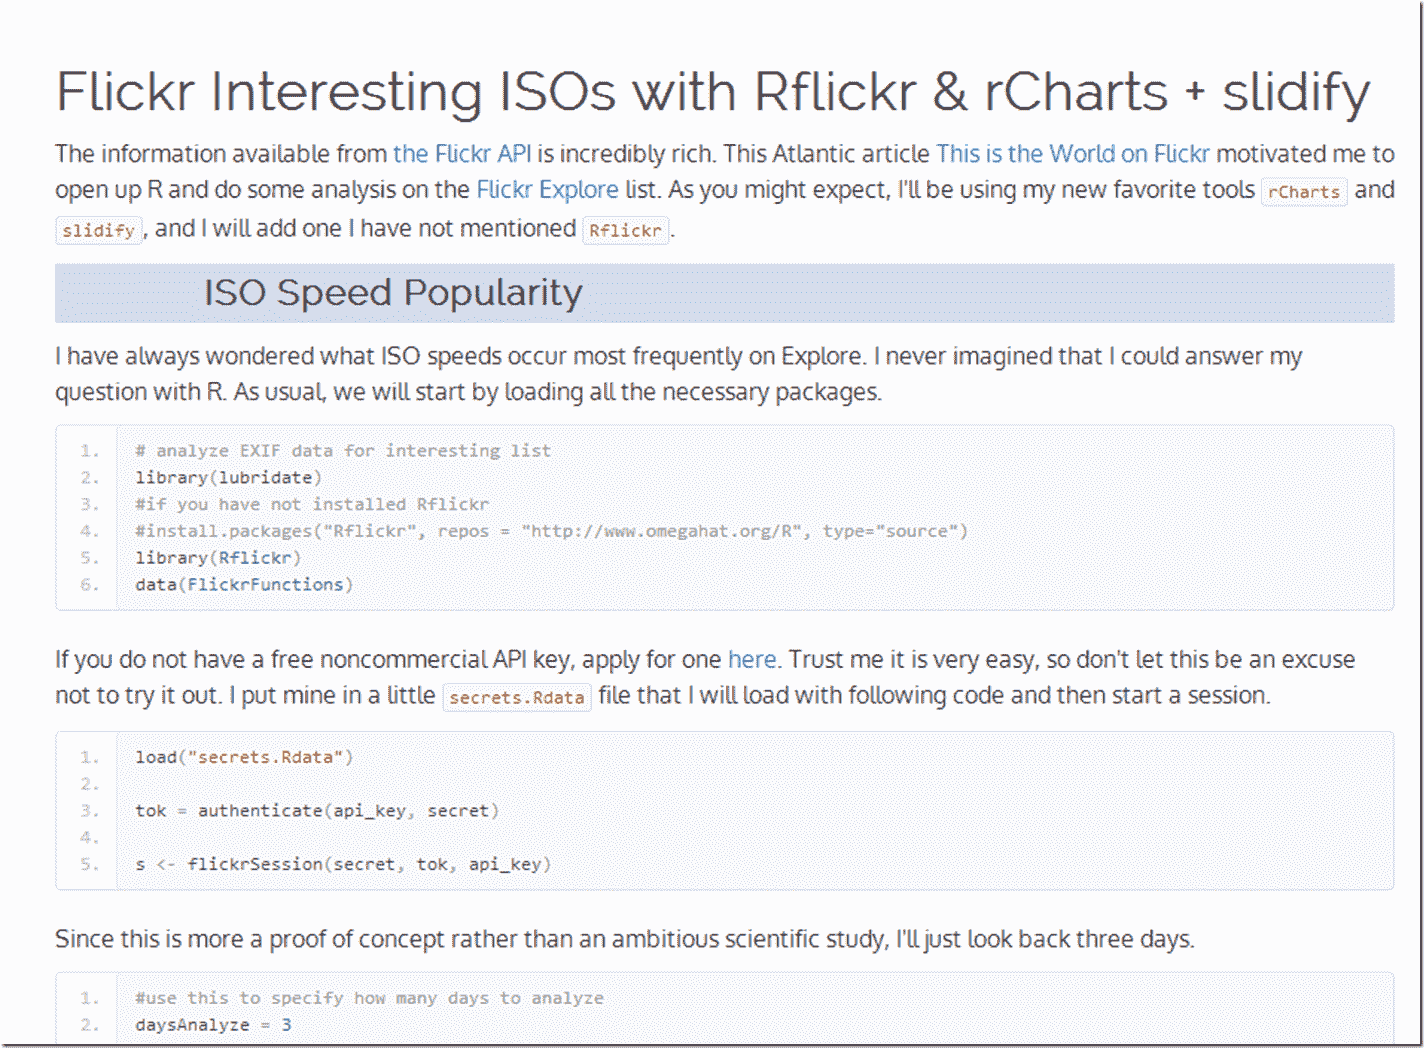 Flickr Interesting ISOs with Rflickr & rCharts + slidify
The information available from the Flickr API is incredibly rich. This Atlantic article This is the World on Flickr motivated me to
open up R and do some analysis on the Flickr Explore list. As you might expect, I'll be using my new favorite tools rCharts and
slidify, and I will add one I have not mentioned Rflickr.
ISO Speed Popularity
I have always wondered what ISO speeds occur most frequently on Explore. I never imagined that I could answer my
question with R. As usual, we will start by loading all the necessary packages.
1. # analyze EXIF data for interesting list
2. library(lubridate)
3. #if you have not installed Rflickr
4. #install.packages("Rflickr", repos = "http://www.omegahat.org/R", type="source")
5. library(Rflickr)
6. data(FlickrFunctions)
If you do not have a free noncommercial API key, apply for one here. Trust me it is very easy, so don't let this be an excuse
not to try it out. I put mine in a little secrets.Rdata file that I will load with following code and then start a session.
1. load("secrets.Rdata")
2.
3. tok = authenticate(api_key, secret)
4.
5. s <- flickrSession(secret, tok, api_key)
Since this is more a proof of concept rather than an ambitious scientific study, I'll just look back three days.
1. #use this to specify how many days to analyze
2. daysAnalyze = 3